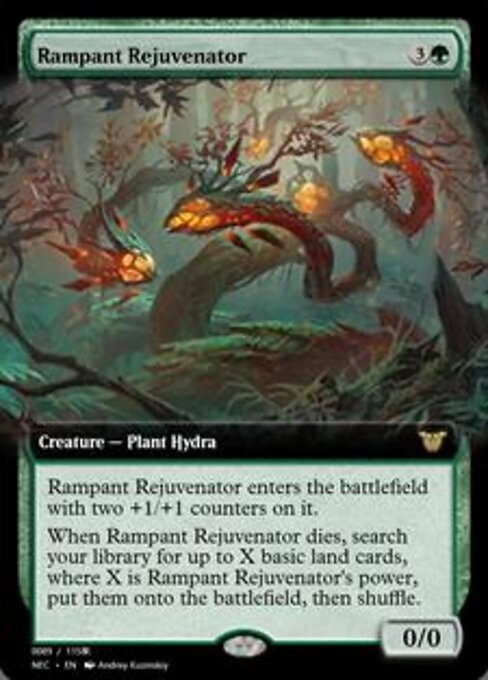 Rampant Rejuvenator 3
Creature — Plant Hydra
Rampant Rejuvenator enters the battlefield
with two +1/+1 counters on it.
When Rampant Rejuvenator dies, search
your library for up to X basic land cards,
where X is Rampant Rejuvenator's power,
put them onto the battlefield, then shuffle.
0/0
NEC • EN Andrey Kuzinskiy